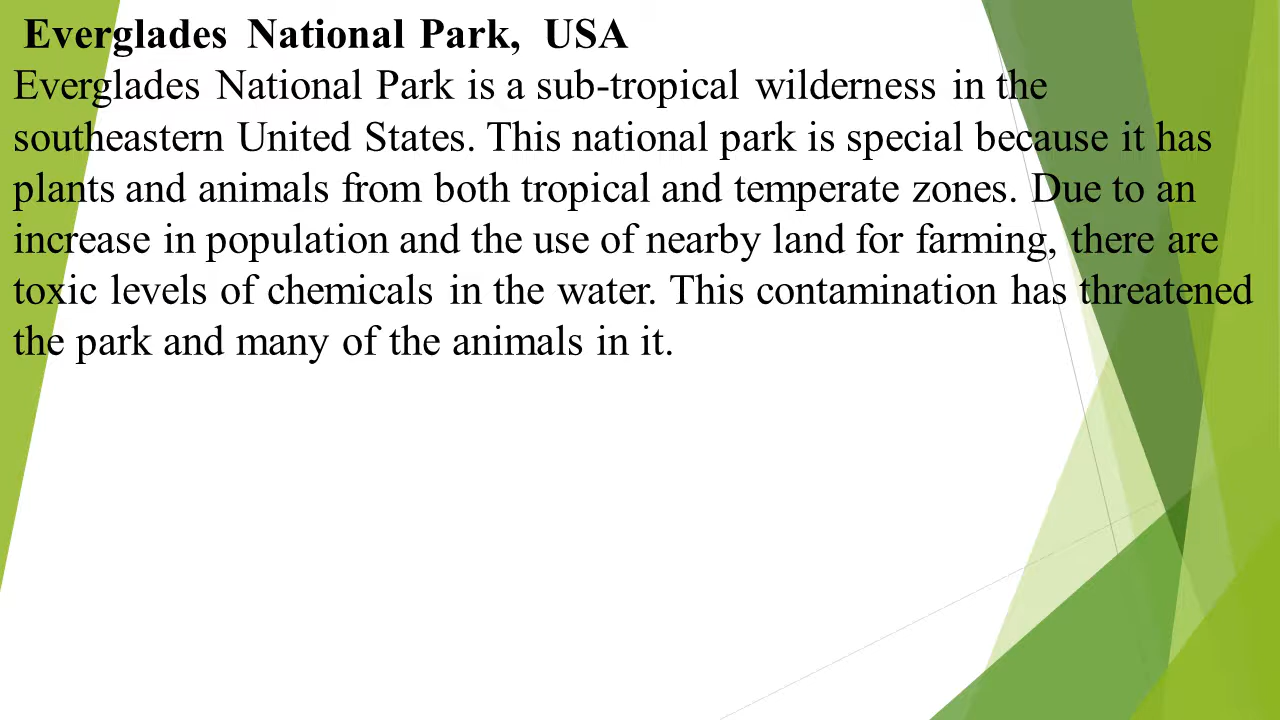 Everglades National Park, USA
Everglades National Park is a sub-tropical wilderness in the
southeastern United States. This national park is special because it has
plants and animals from both tropical and temperate zones. Due to an
increase in population and the use of nearby land for farming, there are
toxic levels of chemicals in the water. This contamination has threatened
the park and many of the animals in it.